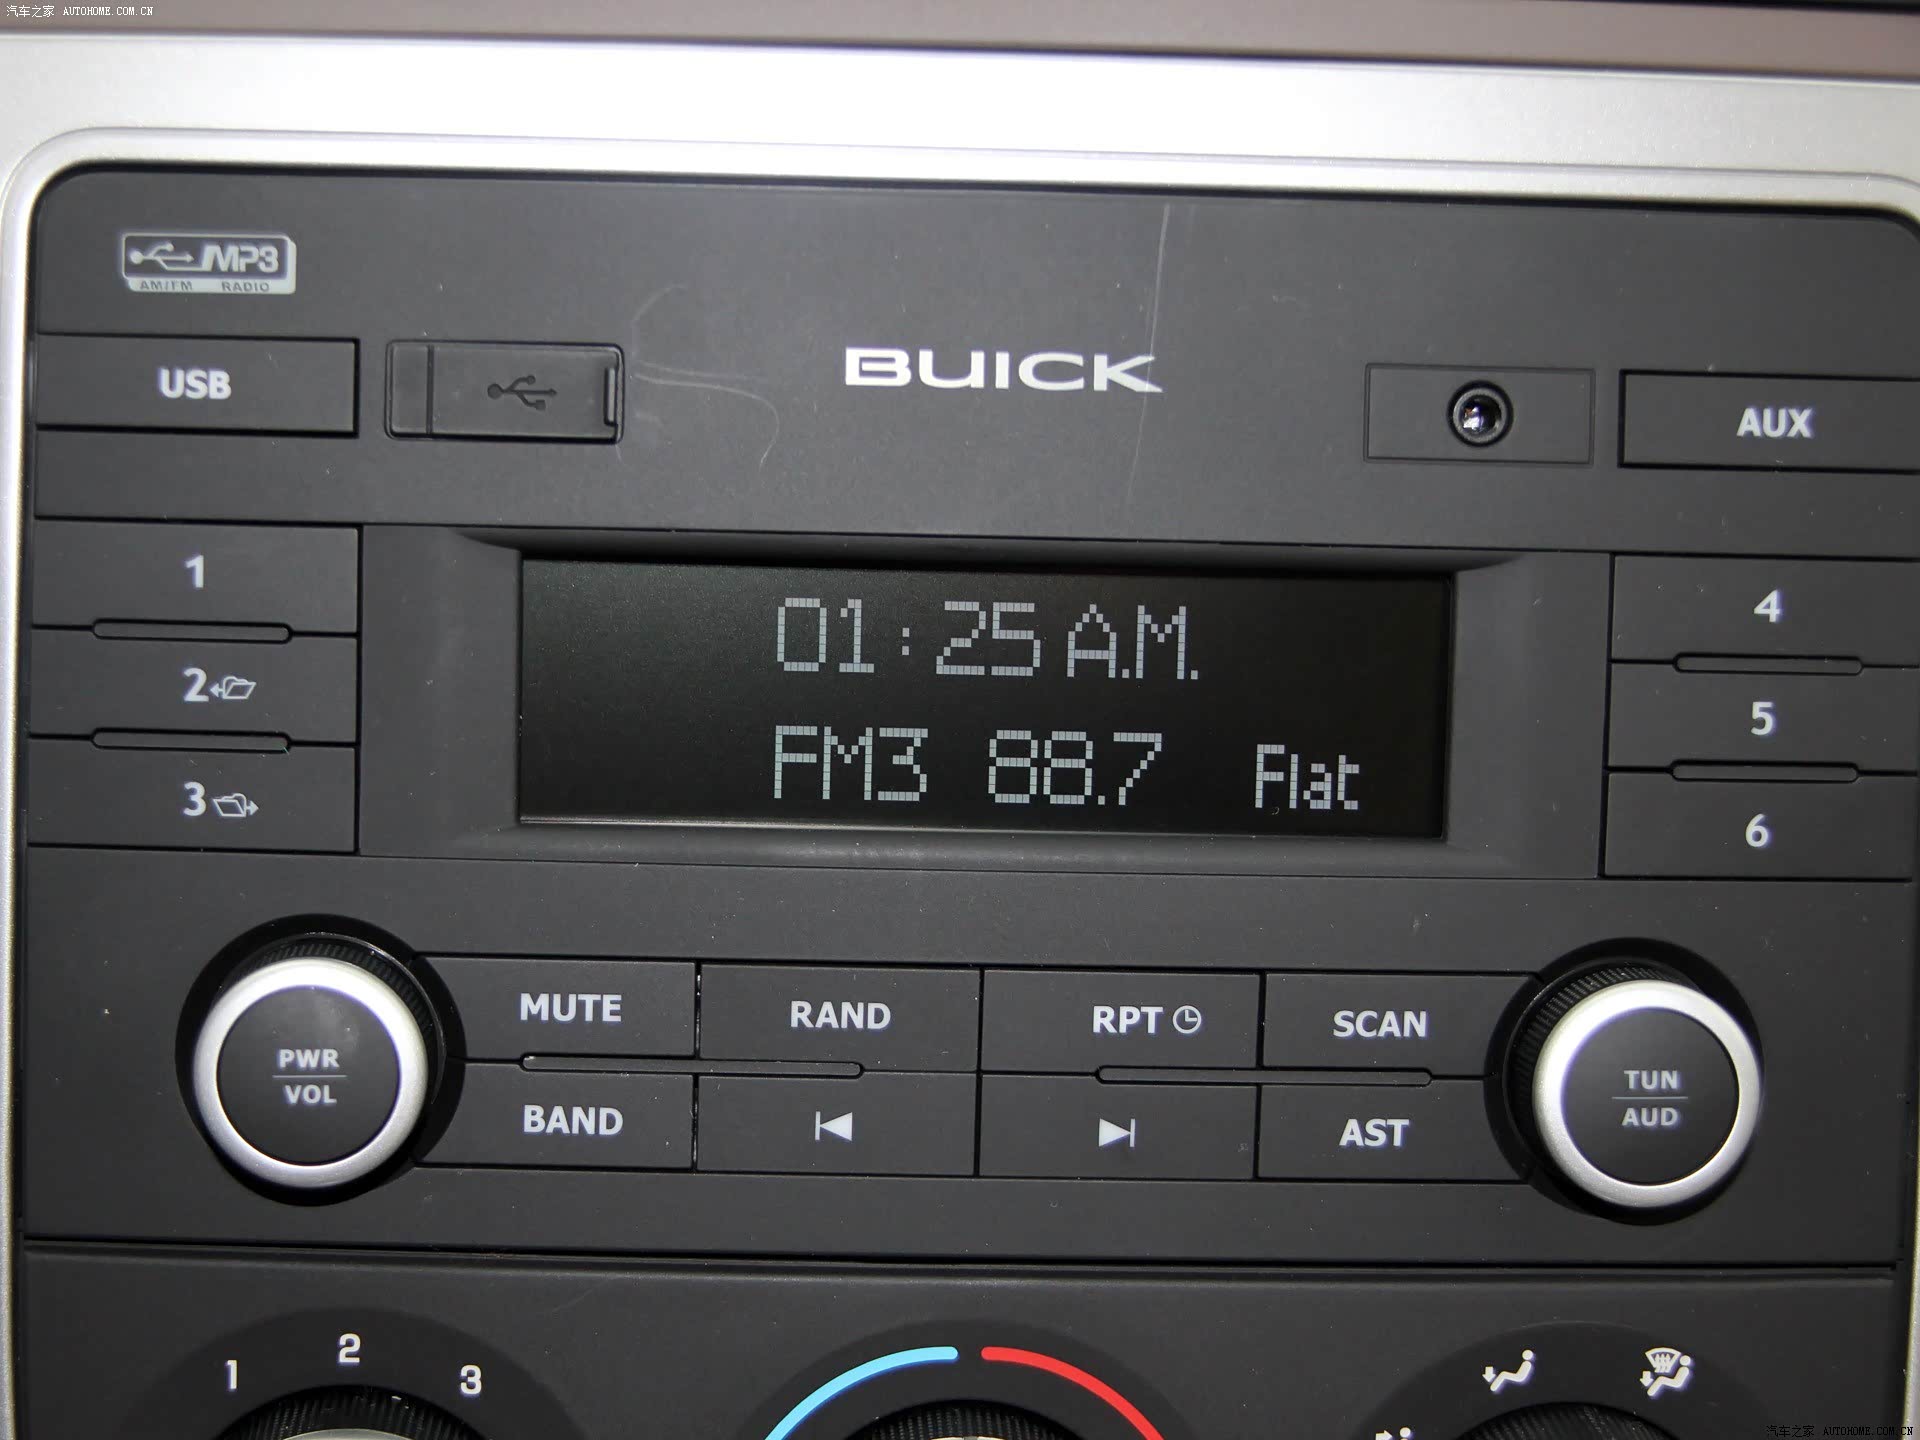 汽车之家 AUTOHOME.COM.CN
MP3
AM/FM RADIO
USB
BUICK
AUX
1
01:25 A.M.
4
2
5
3
FM3 88.7 Flat
6
MUTE RAND RPT SCAN
PWR
VOL
TUN
AUD
BAND AST
1 2 3
汽车之家 AUTOHOME.COM.CN